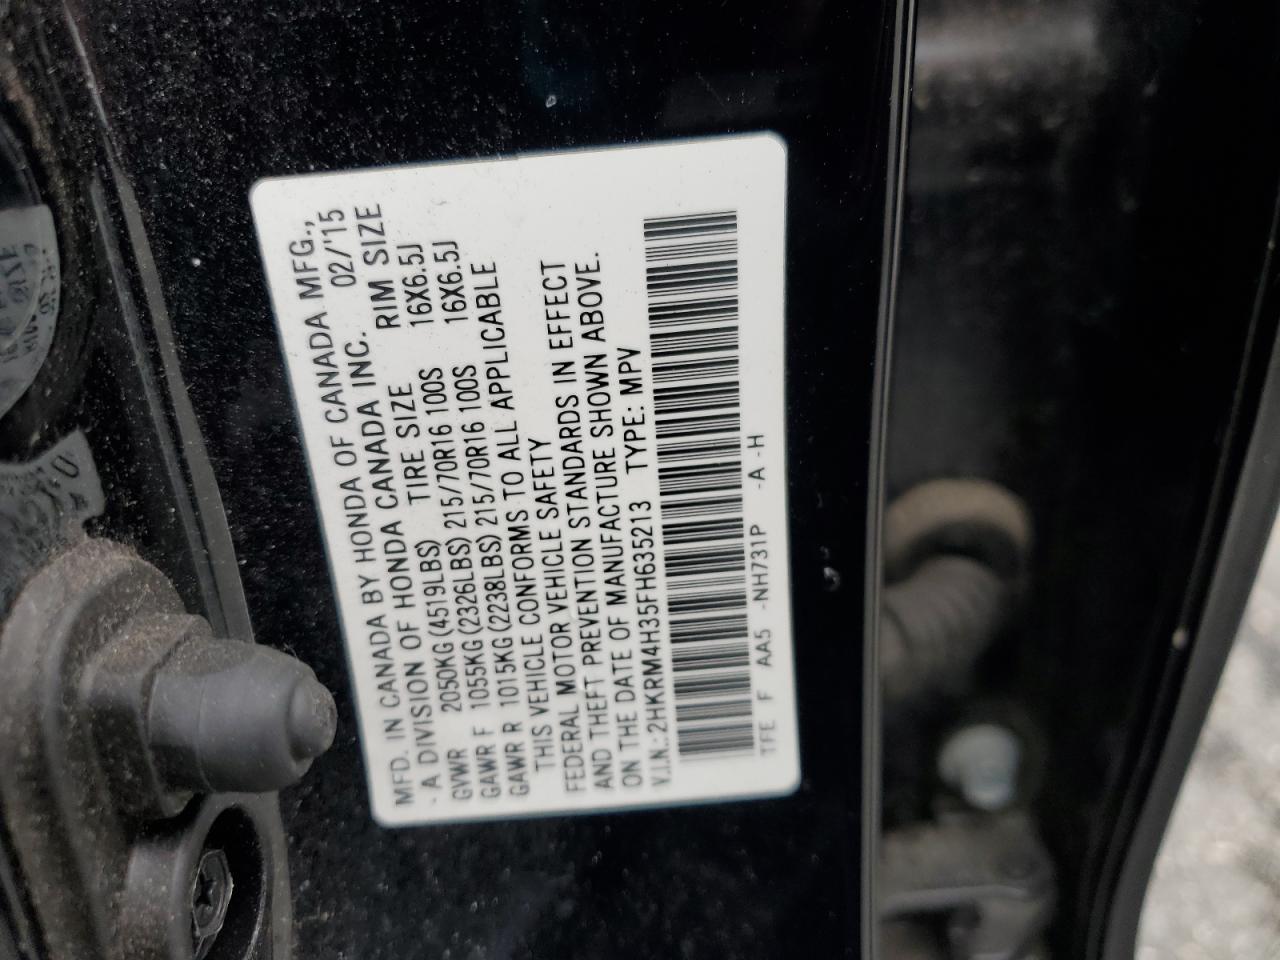 MFD. IN CANADA BY HONDA OF CANADA MFG.,
- A DIVISION OF HONDA CANADA INC. 02/'15
TIRE SIZE RIM SIZE
GVWR 2050KG(4519LBS)
GAWR F 1055KG(2326LBS) 215/70R16 100S 16X6.5J
GAWR R 1015KG(2238LBS) 215/70R16 100S 16X6.5J
THIS VEHICLE CONFORMS TO ALL APPLICABLE
FEDERAL MOTOR VEHICLE SAFETY
AND THEFT PREVENTION STANDARDS IN EFFECT
ON THE DATE OF MANUFACTURE SHOWN ABOVE.
V.I.N.: 2HKRM4H35FH635213 TYPE: MPV
TFE F AA5 -NH731P -A -H